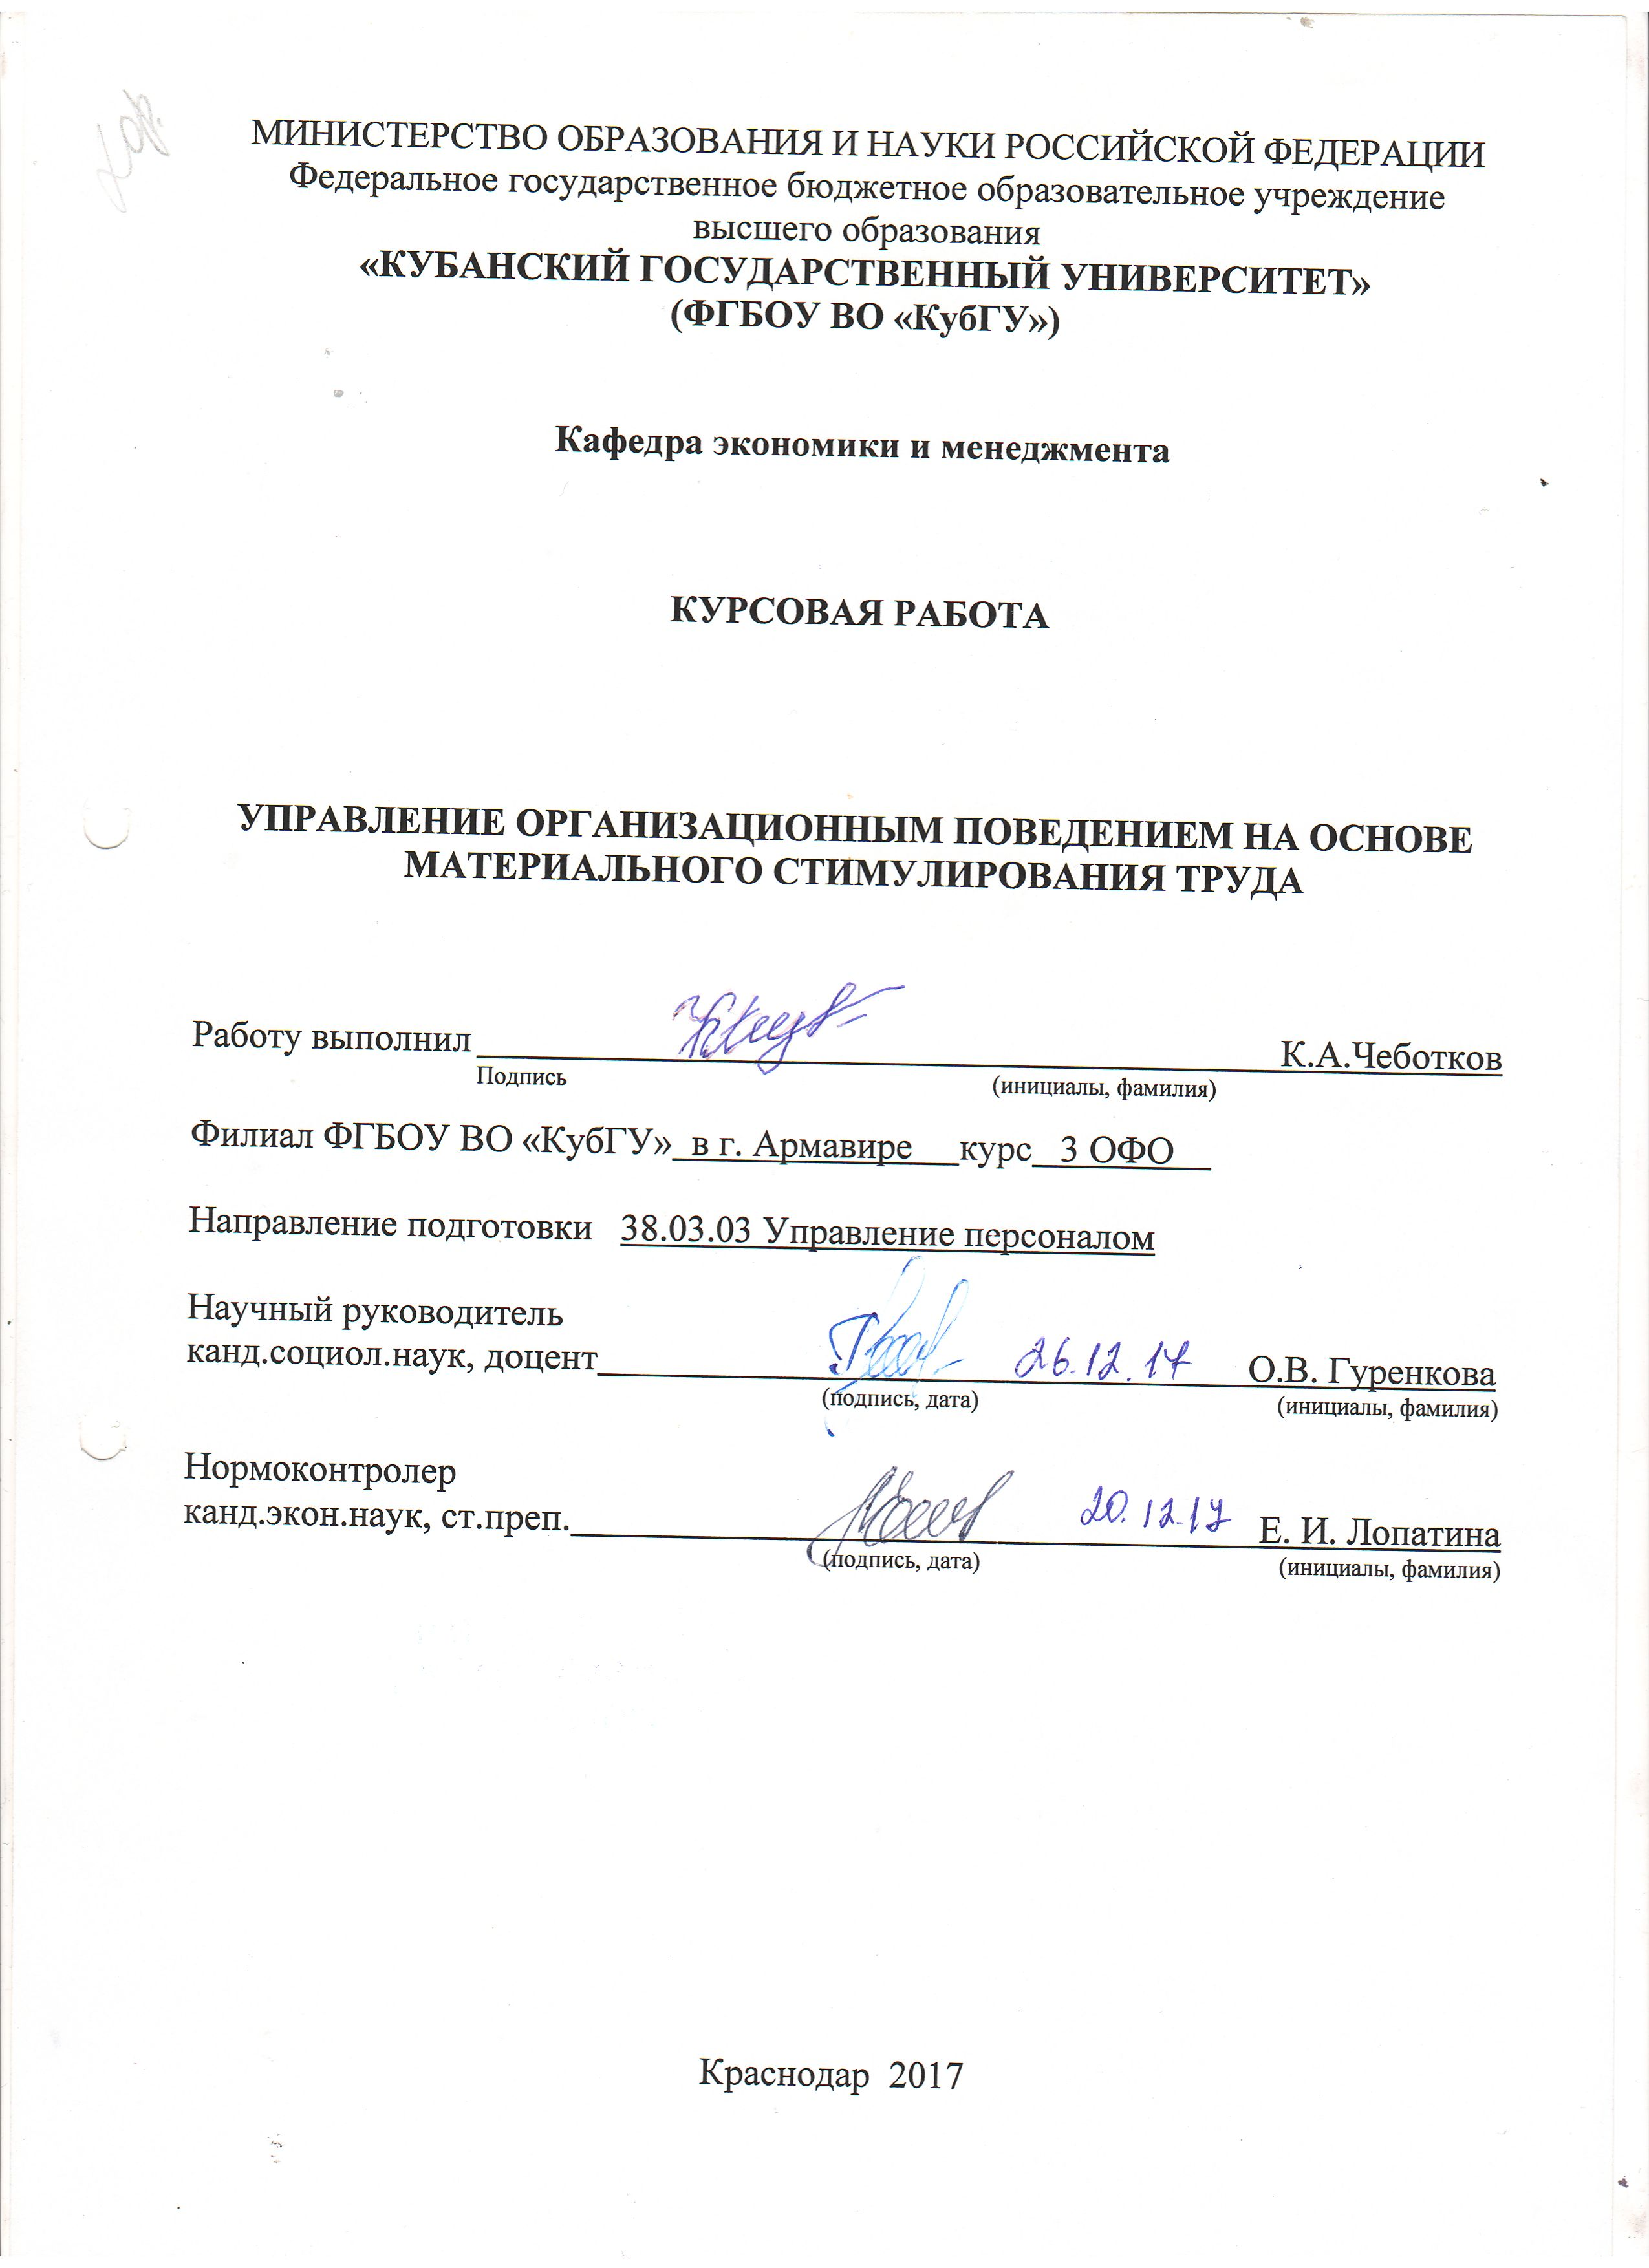 МИНИСТЕРСТВО ОБРАЗОВАНИЯ И НАУКИ РОССИЙСКОЙ ФЕДЕРАЦИИ
Федеральное государственное бюджетное образовательное учреждение
высшего образования
«КУБАНСКИЙ ГОСУДАРСТВЕННЫЙ УНИВЕРСИТЕТ»
(ФГБОУ ВО «КубГУ»)
Кафедра экономики и менеджмента
КУРСОВАЯ РАБОТА
УПРАВЛЕНИЕ ОРГАНИЗАЦИОННЫМ ПОВЕДЕНИЕМ НА ОСНОВЕ
МАТЕРИАЛЬНОГО СТИМУЛИРОВАНИЯ ТРУДА
Работу выполнил К.А.Чеботков
Подпись (инициалы, фамилия)
Филиал ФГБОУ ВО «КубГУ» в г. Армавире курс 3 ОФО
Направление подготовки 38.03.03 Управление персоналом
Научный руководитель
канд.социол.наук, доцент 26.12.17 О.В. Гуренкова
(подпись, дата) (инициалы, фамилия)
Нормоконтролер
канд.экон.наук, ст.преп. 20.12.17 Е. И. Лопатина
(подпись, дата) (инициалы, фамилия)
Краснодар 2017